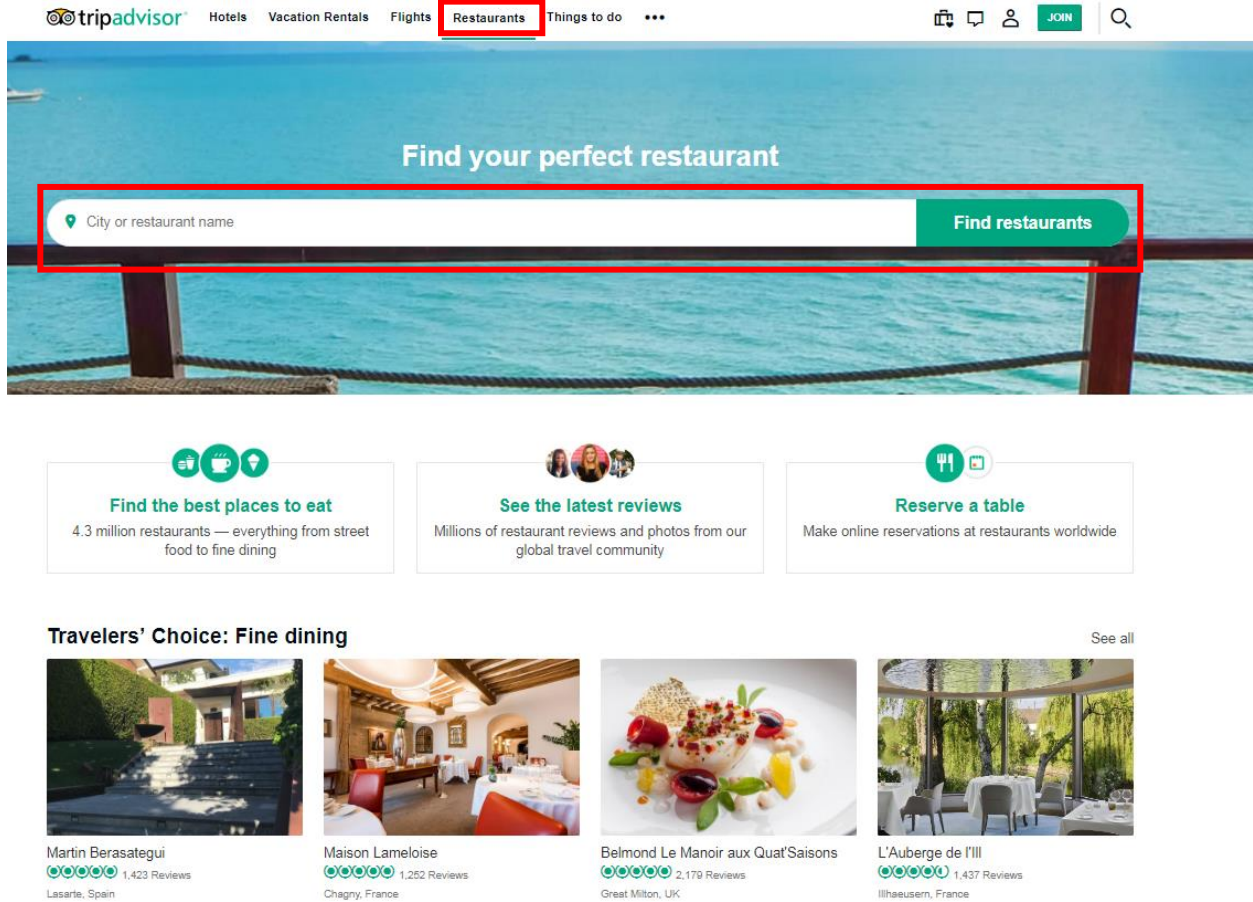 tripadvisor Hotels Vacation Rentals Flights Restaurants Things to do ••• JOIN
Find your perfect restaurant
City or restaurant name Find restaurants
Find the best places to eat
4.3 million restaurants — everything from street
food to fine dining
See the latest reviews
Millions of restaurant reviews and photos from our
global travel community
Reserve a table
Make online reservations at restaurants worldwide
Travelers’ Choice: Fine dining See all
Martin Berasategui
1,423 Reviews
Lasarte, Spain
Maison Lameloise
1,252 Reviews
Chagny, France
Belmond Le Manoir aux Quat'Saisons
2,179 Reviews
Great Milton, UK
L'Auberge de l'Ill
1,437 Reviews
Illhaeusern, France